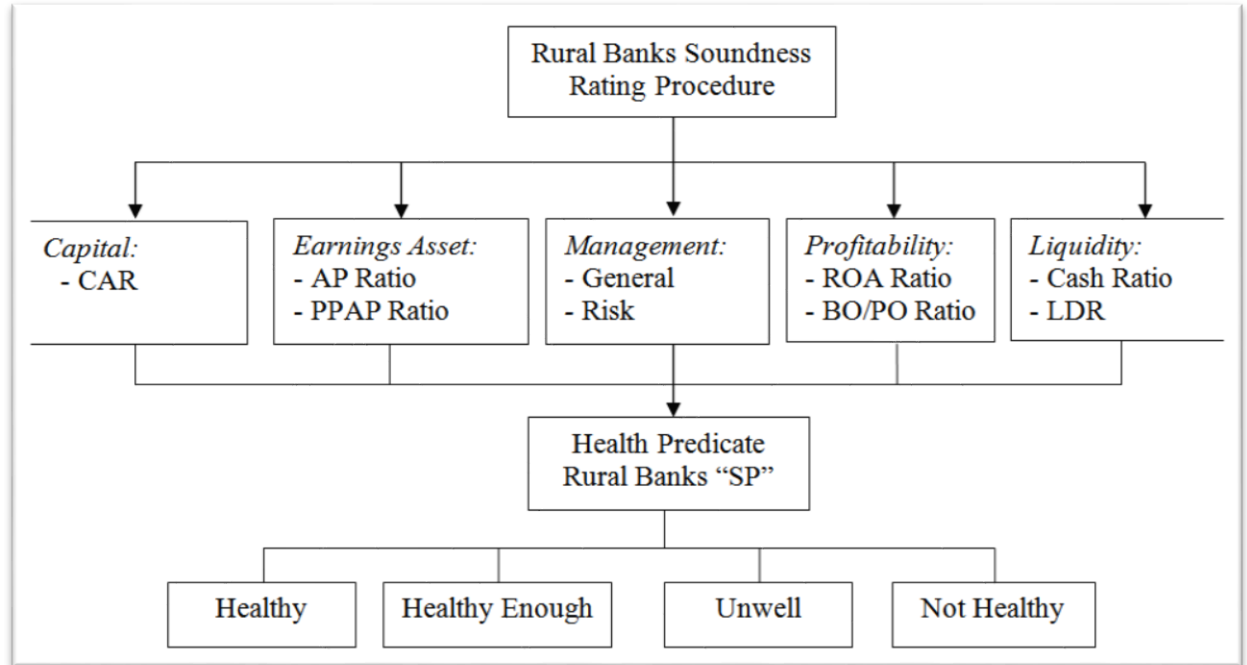 Rural Banks Soundness
Rating Procedure
Capital:
- CAR
Earnings Asset:
- AP Ratio
- PPAP Ratio
Management:
- General
- Risk
Profitability:
- ROA Ratio
- BO/PO Ratio
Liquidity:
- Cash Ratio
- LDR
Health Predicate
Rural Banks “SP”
Healthy
Healthy Enough
Unwell
Not Healthy